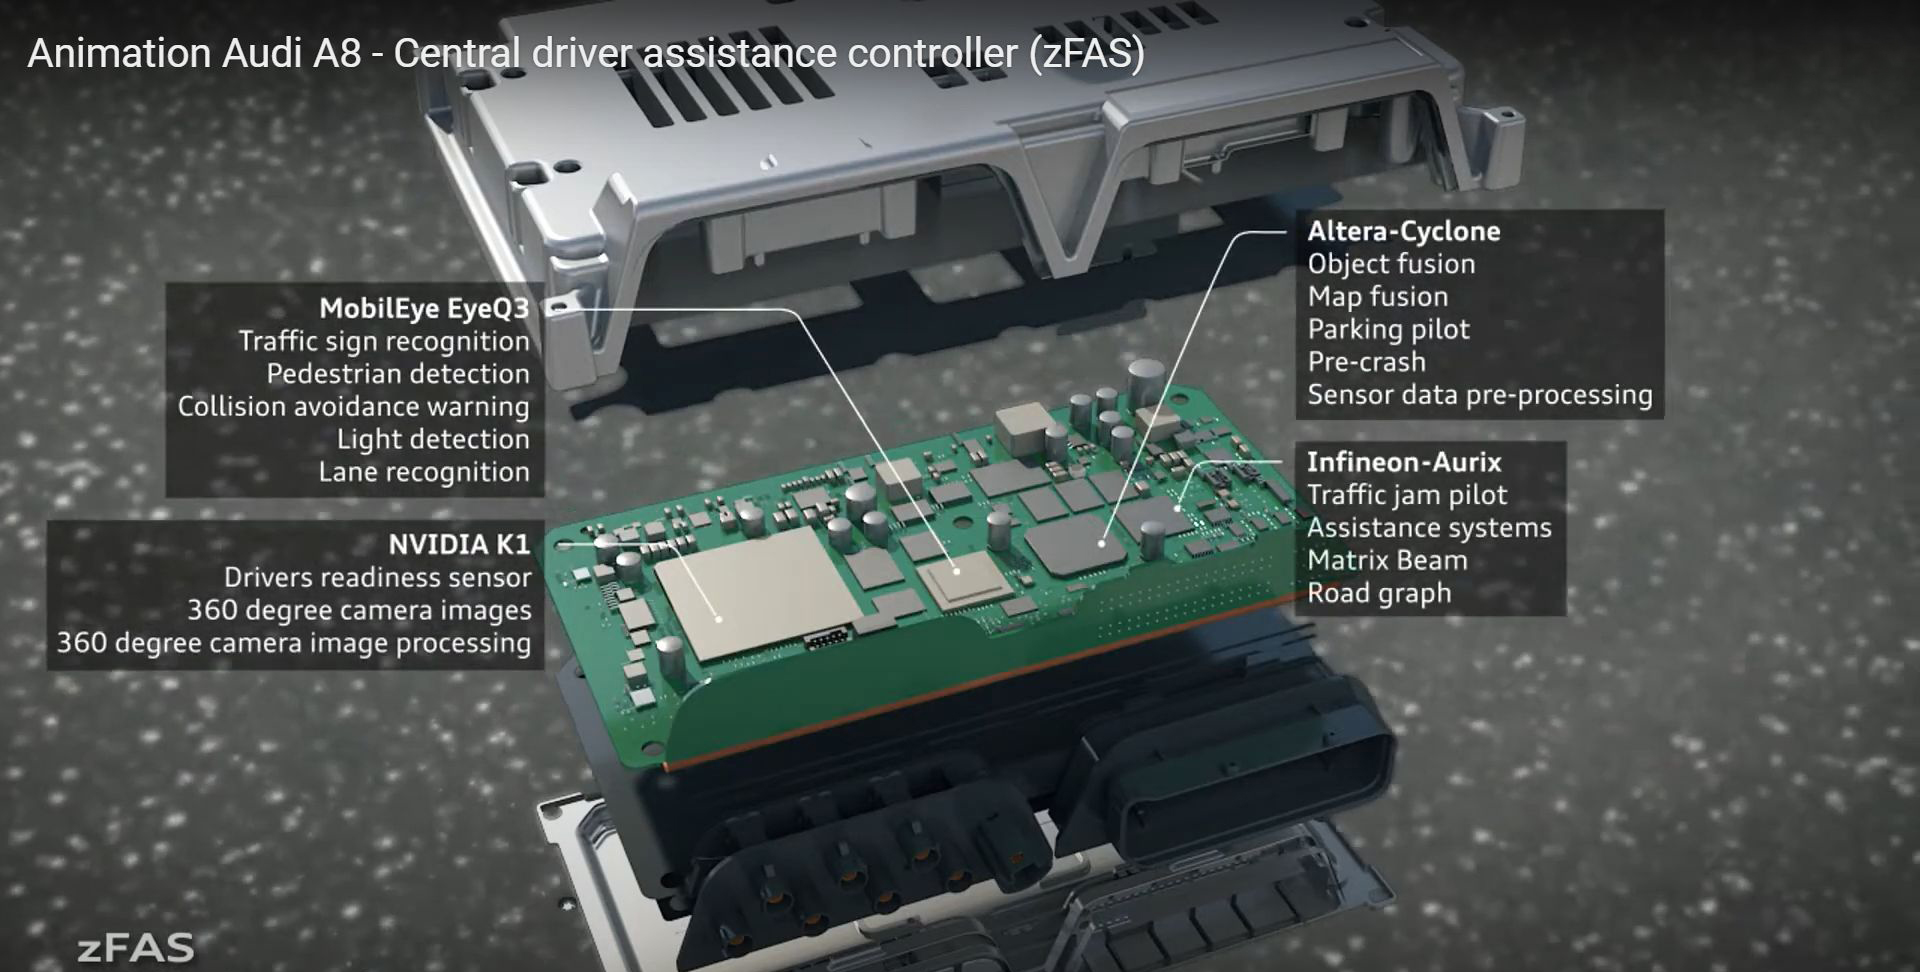 Animation Audi A8 - Central driver assistance controller (zFAS)
MobilEye EyeQ3
Traffic sign recognition
Pedestrian detection
Collision avoidance warning
Light detection
Lane recognition
NVIDIA K1
Drivers readiness sensor
360 degree camera images
360 degree camera image processing
Altera-Cyclone
Object fusion
Map fusion
Parking pilot
Pre-crash
Sensor data pre-processing
Infineon-Aurix
Traffic jam pilot
Assistance systems
Matrix Beam
Road graph
zFAS